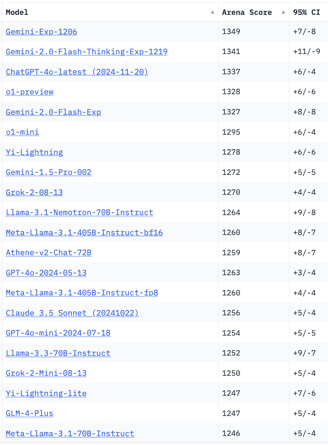 Model Arena Score 95% CI
Gemini-Exp-1206 1349 +7/-8
Gemini-2.0-Flash-Thinking-Exp-1219 1341 +11/-9
ChatGPT-4o-latest (2024-11-20) 1337 +6/-4
o1-preview 1328 +6/-6
Gemini-2.0-Flash-Exp 1327 +8/-8
o1-mini 1295 +6/-4
Yi-Lightning 1278 +6/-6
Gemini-1.5-Pro-002 1272 +5/-5
Grok-2-08-13 1270 +4/-4
Llama-3.1-Nemotron-70B-Instruct 1264 +9/-8
Meta-Llama-3.1-405B-Instruct-bf16 1260 +8/-7
Athene-v2-Chat-72B 1259 +8/-7
GPT-4o-2024-05-13 1263 +3/-4
Meta-Llama-3.1-405B-Instruct-fp8 1260 +4/-4
Claude 3.5 Sonnet (20241022) 1256 +5/-4
GPT-4o-mini-2024-07-18 1254 +5/-5
Llama-3.3-70B-Instruct 1252 +9/-7
Grok-2-Mini-08-13 1250 +5/-4
Yi-Lightning-lite 1247 +7/-6
GLM-4-Plus 1247 +5/-4
Meta-Llama-3.1-70B-Instruct 1246 +5/-4